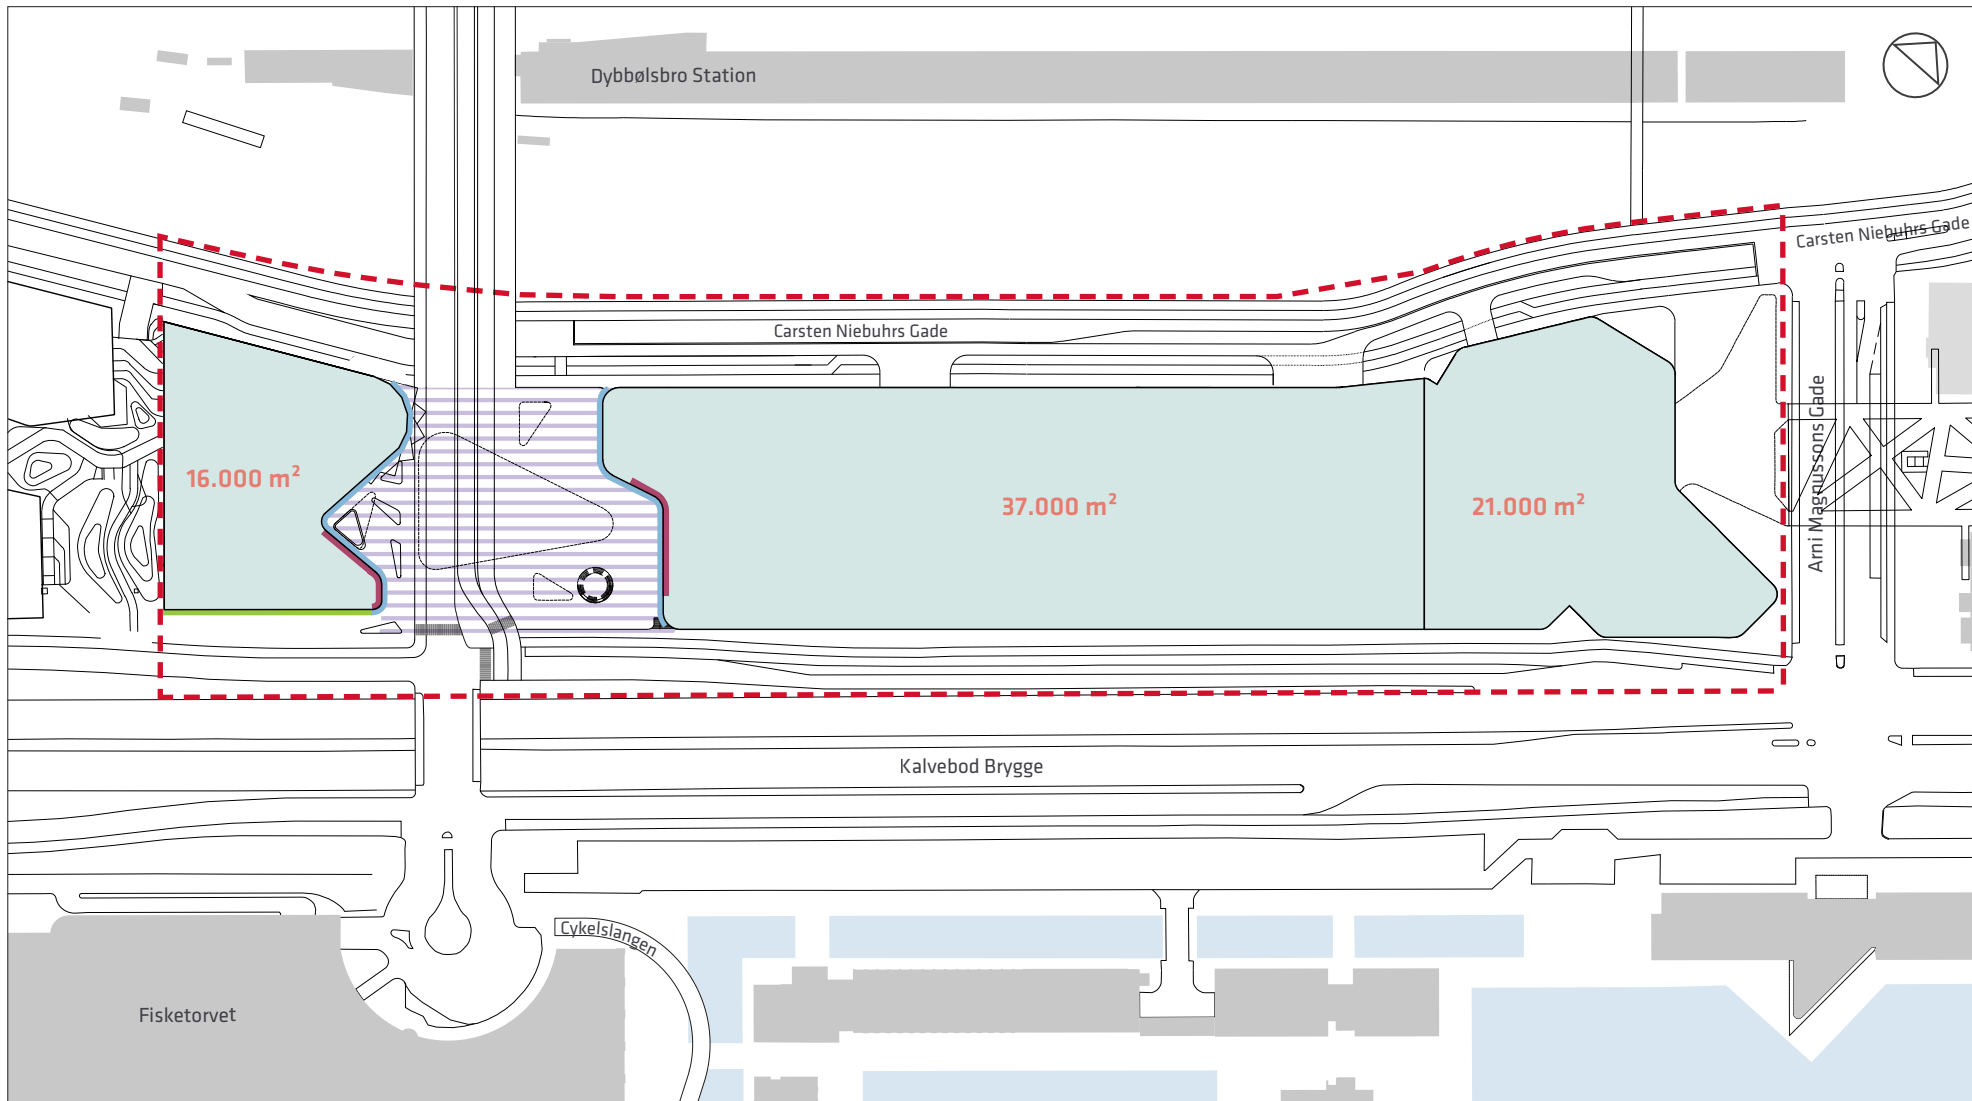 Dybbølsbro Station
Carsten Niebuhrs Gade
Carsten Niebuhrs Gade
Arni Magnussons Gade
16.000 m²
37.000 m²
21.000 m²
Kalvebod Brygge
Cykelslangen
Fisketorvet